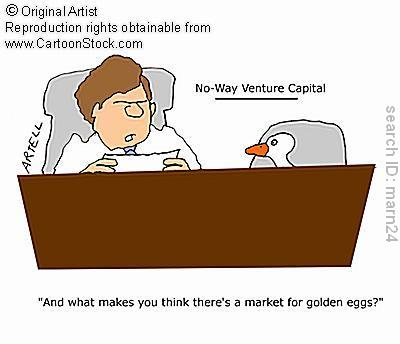 © Original Artist
Reproduction rights obtainable from
www.CartoonStock.com
No-Way Venture Capital
ARTELL
search ID: marn24
"And what makes you think there's a market for golden eggs?"